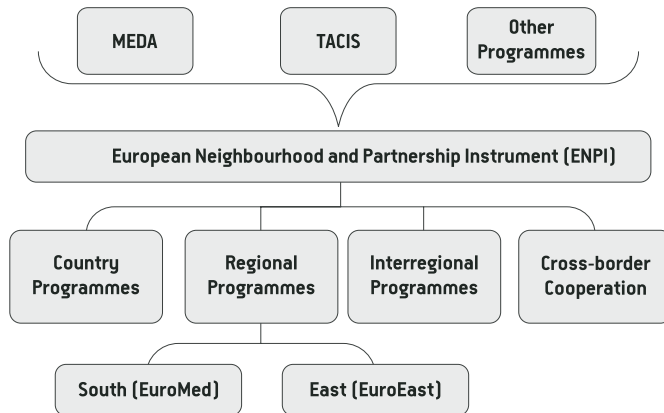 MEDA
TACIS
Other
Programmes
European Neighbourhood and Partnership Instrument (ENPI)
Country
Programmes
Regional
Programmes
Interregional
Programmes
Cross-border
Cooperation
South (EuroMed)
East (EuroEast)